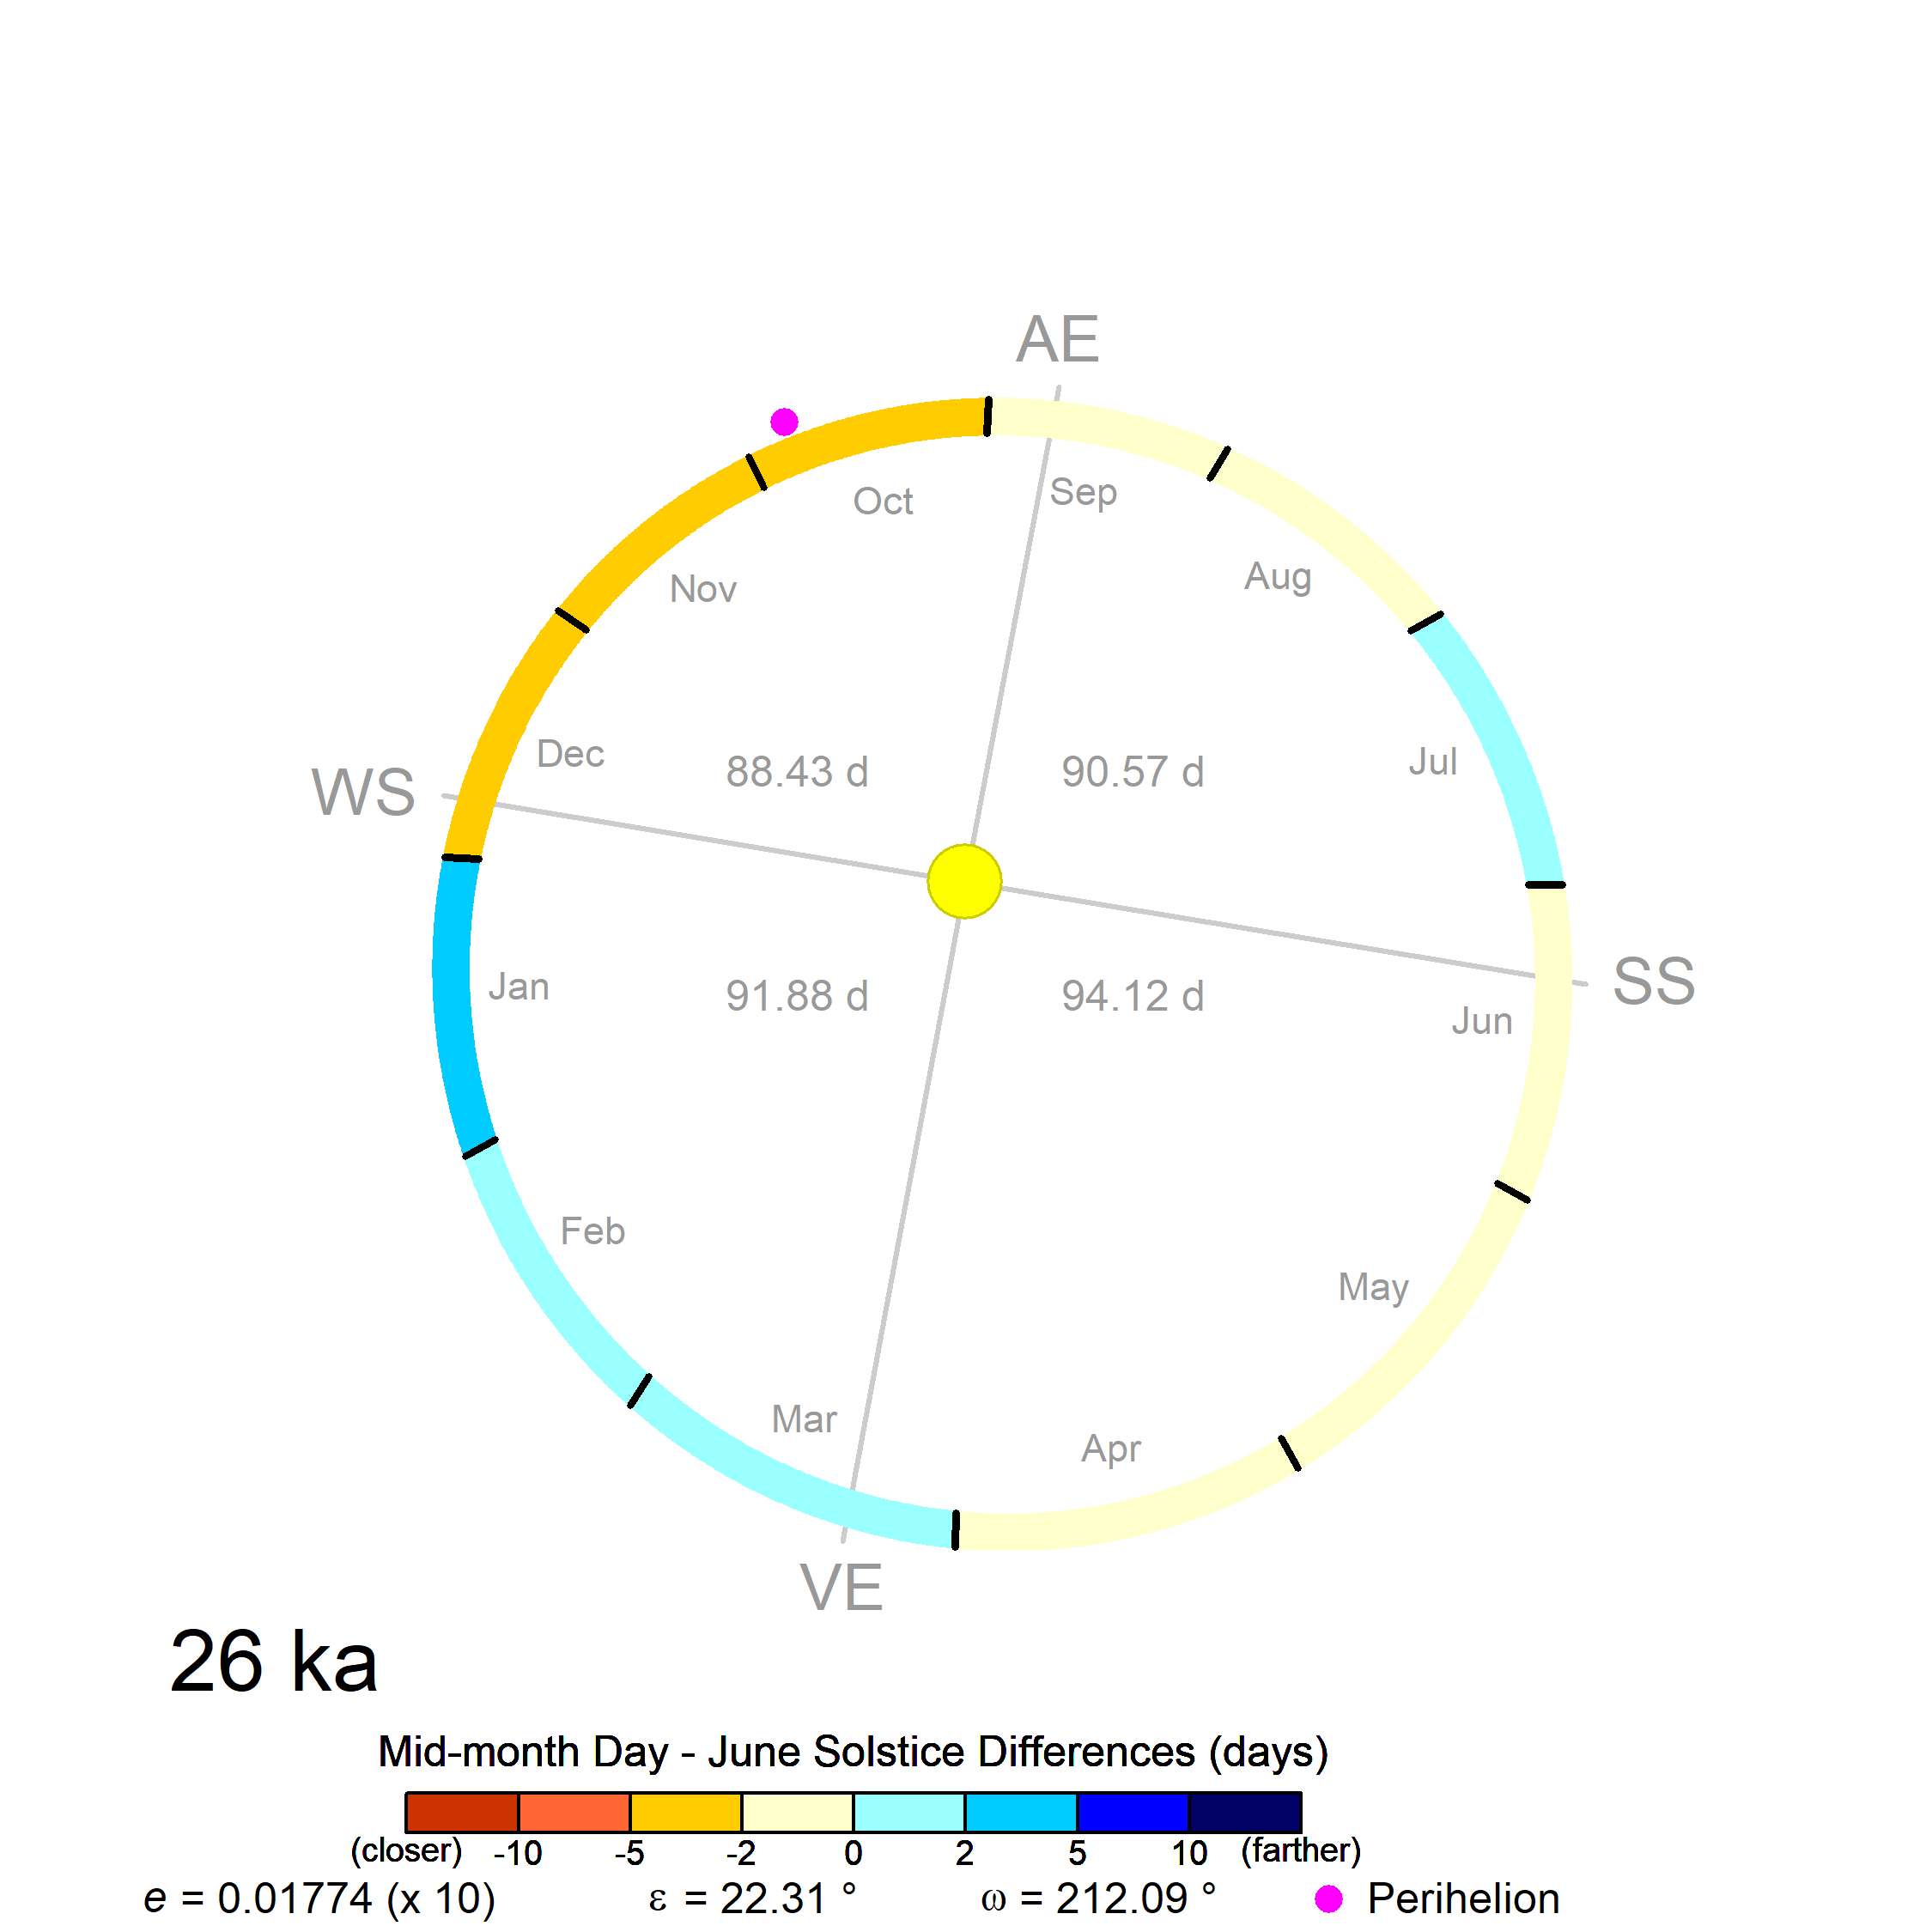 AE
Sep
Oct
Aug
Nov
Dec
Jul
88.43 d
90.57 d
WS
SS
Jan
91.88 d
94.12 d
Jun
Feb
May
Mar
Apr
VE
26 ka
Mid-month Day - June Solstice Differences (days)
(closer) -10 -5 -2 0 2 5 10 (farther)
e = 0.01774 (x 10) ε = 22.31 ° ω = 212.09 ° Perihelion